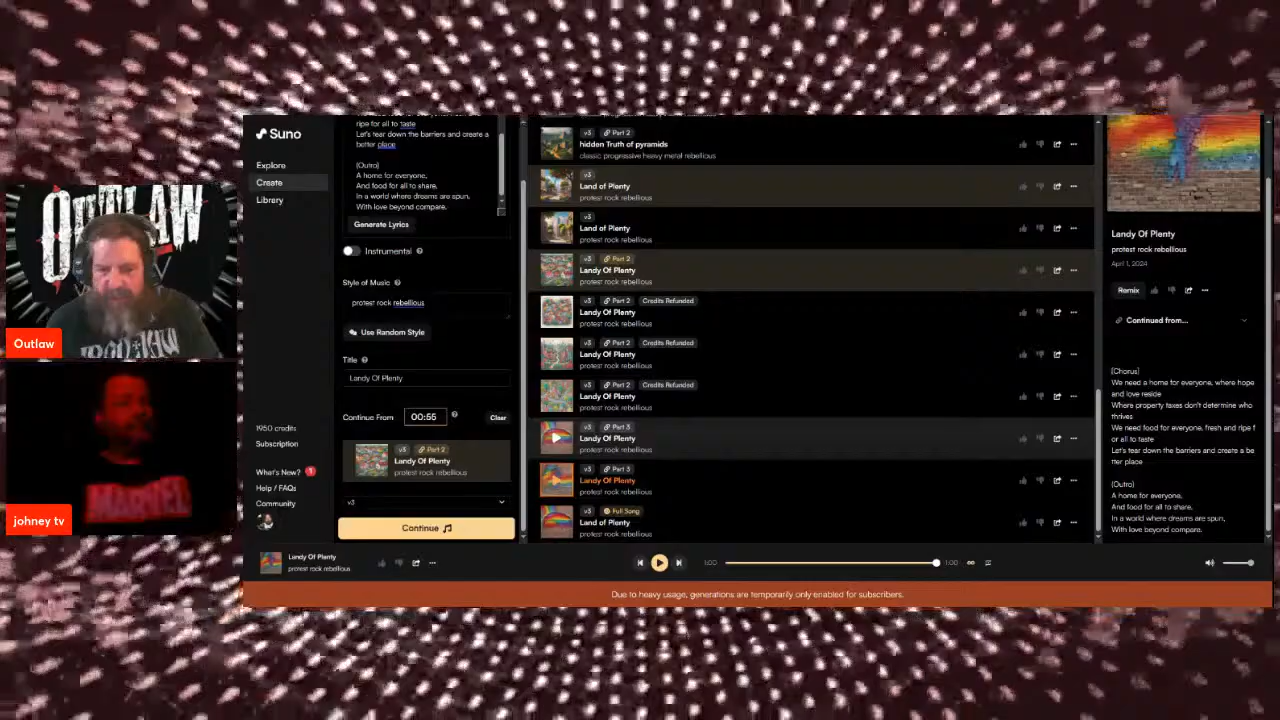 OUTLAW
Outlaw
MARVEL
johney tv
Suno
Explore
Create
Library
1950 credits
Subscription
What's New? 1
Help / FAQs
Community
ripe for all to taste
Let's tear down the barriers and create a
better place
(Outro)
A home for everyone,
And food for all to share,
In a world where dreams are spun,
With love beyond compare.
Generate Lyrics
Instrumental
Style of Music
protest rock rebellious
Use Random Style
Title
Landy Of Plenty
Continue From 00:55 Clear
v3 Part 2
Landy Of Plenty
protest rock rebellious
v3
Continue
v3 Part 2
hidden Truth of pyramids
classic progressive heavy metal rebellious
v3
Land of Plenty
protest rock rebellious
v3
Land of Plenty
protest rock rebellious
v3 Part 2
Landy Of Plenty
protest rock rebellious
v3 Part 2 Credits Refunded
Landy Of Plenty
protest rock rebellious
v3 Part 2 Credits Refunded
Landy Of Plenty
protest rock rebellious
v3 Part 2 Credits Refunded
Landy Of Plenty
protest rock rebellious
v3 Part 3
Landy Of Plenty
protest rock rebellious
v3 Part 3
Landy Of Plenty
protest rock rebellious
v3 Full Song
Land of Plenty
protest rock rebellious
Landy Of Plenty
protest rock rebellious
April 1, 2024
Remix
Continued from...
[Chorus]
We need a home for everyone, where hope
and love reside
Where property taxes don't determine who
thrives
We need food for everyone, fresh and ripe f
or all to taste
Let's tear down the barriers and create a be
tter place
(Outro)
A home for everyone,
And food for all to share,
In a world where dreams are spun,
With love beyond compare.
Landy Of Plenty
protest rock rebellious
1:00 1:00
Due to heavy usage, generations are temporarily only enabled for subscribers.